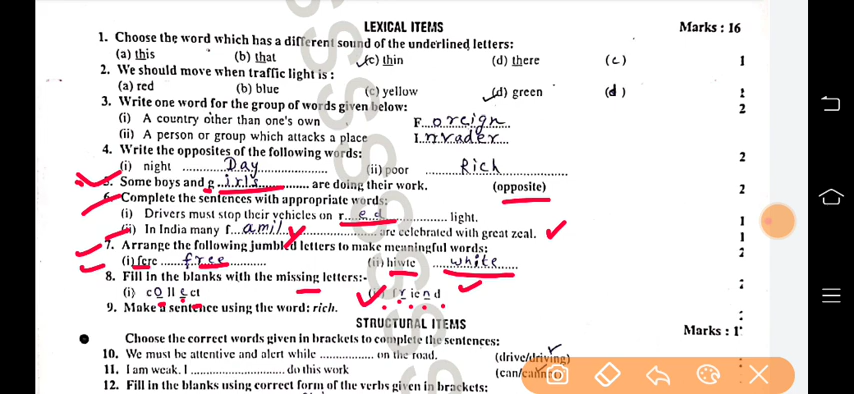 LEXICAL ITEMS Marks : 16
1. Choose the word which has a different sound of the underlined letters:
(a) this (b) that (c) thin (d) there (c) 1
2. We should move when traffic light is :
(a) red (b) blue (c) yellow (d) green (d) 1
3. Write one word for the group of words given below: 2
(i) A country other than one's own F...oreign
(ii) A person or group which attacks a place I...nvader
4. Write the opposites of the following words: 2
(i) night Day (ii) poor Rich
5. Some boys and g irls are doing their work. (opposite) 2
6. Complete the sentences with appropriate words:
(i) Drivers must stop their vehicles on r...ed light. 1
(ii) In India many f...amily are celebrated with great zeal. 1
7. Arrange the following jumbled letters to make meaningful words: 2
(i) fere free (ii) hiwte white
8. Fill in the blanks with the missing letters:-
(i) cOllect (ii) friend
9. Make a sentence using the word: rich.
STRUCTURAL ITEMS
Choose the correct words given in brackets to complete the sentences: Marks : 1
10. We must be attentive and alert while .................. on the road. (drive/driving)
11. I am weak. I .............................. do this work (can/
12. Fill in the blanks using correct form of the verbs given in brackets: